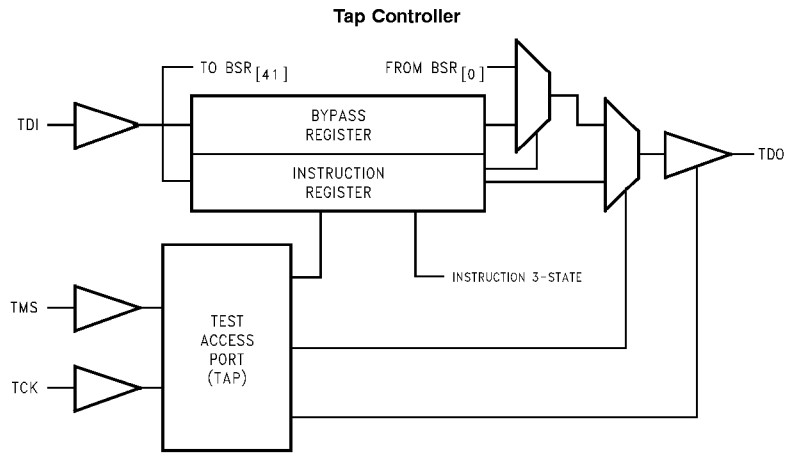 Tap Controller
TO BSR[41]
FROM BSR[0]
TDI
BYPASS
REGISTER
INSTRUCTION
REGISTER
TDO
INSTRUCTION 3-STATE
TMS
TEST
ACCESS
PORT
(TAP)
TCK